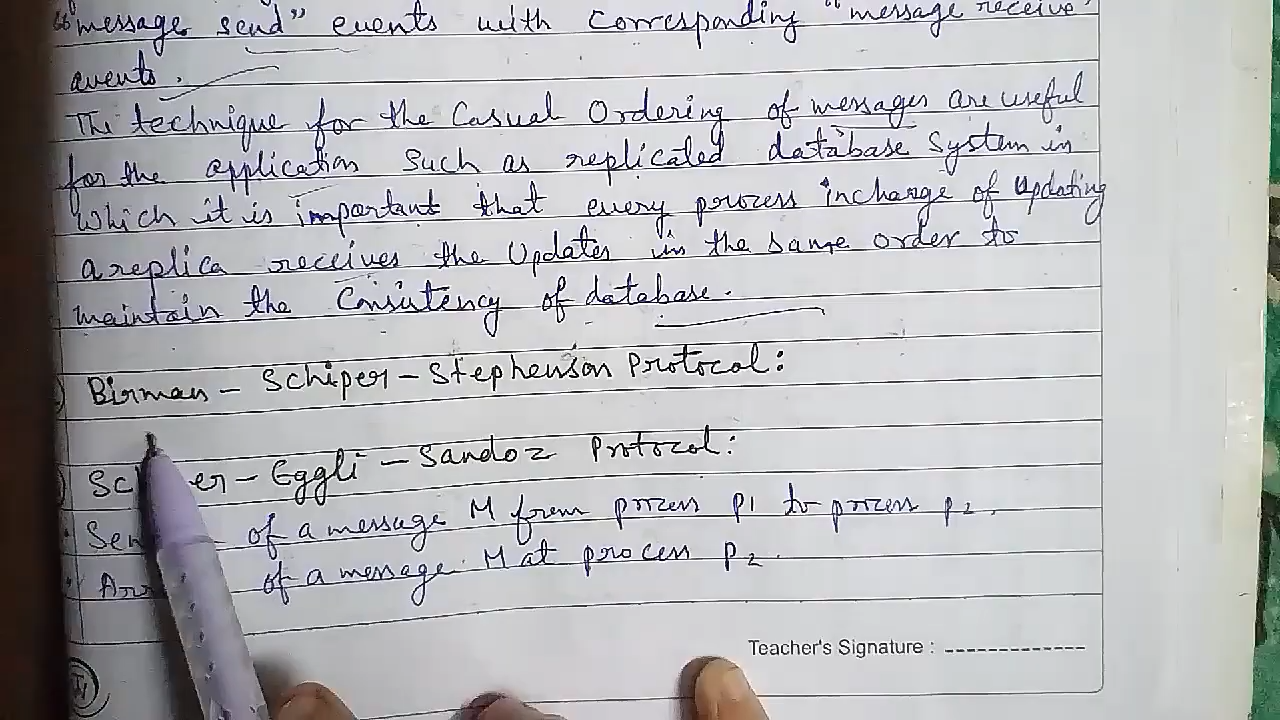 "message send" events with corresponding "message receive"
events.
The technique for the Casual Ordering of messages are useful
for the application such as replicated database System in
which it is important that every process incharge of Updating
a replica receives the Updates in the same order to
maintain the Consistency of database.
Birman - Schiper - Stephenson Protocol:
Sc er - Eggli - Sandoz Protocol:
Sen of a message M from process P1 to process P2.
Arr of a message M at process P2.
Teacher's Signature : -------------